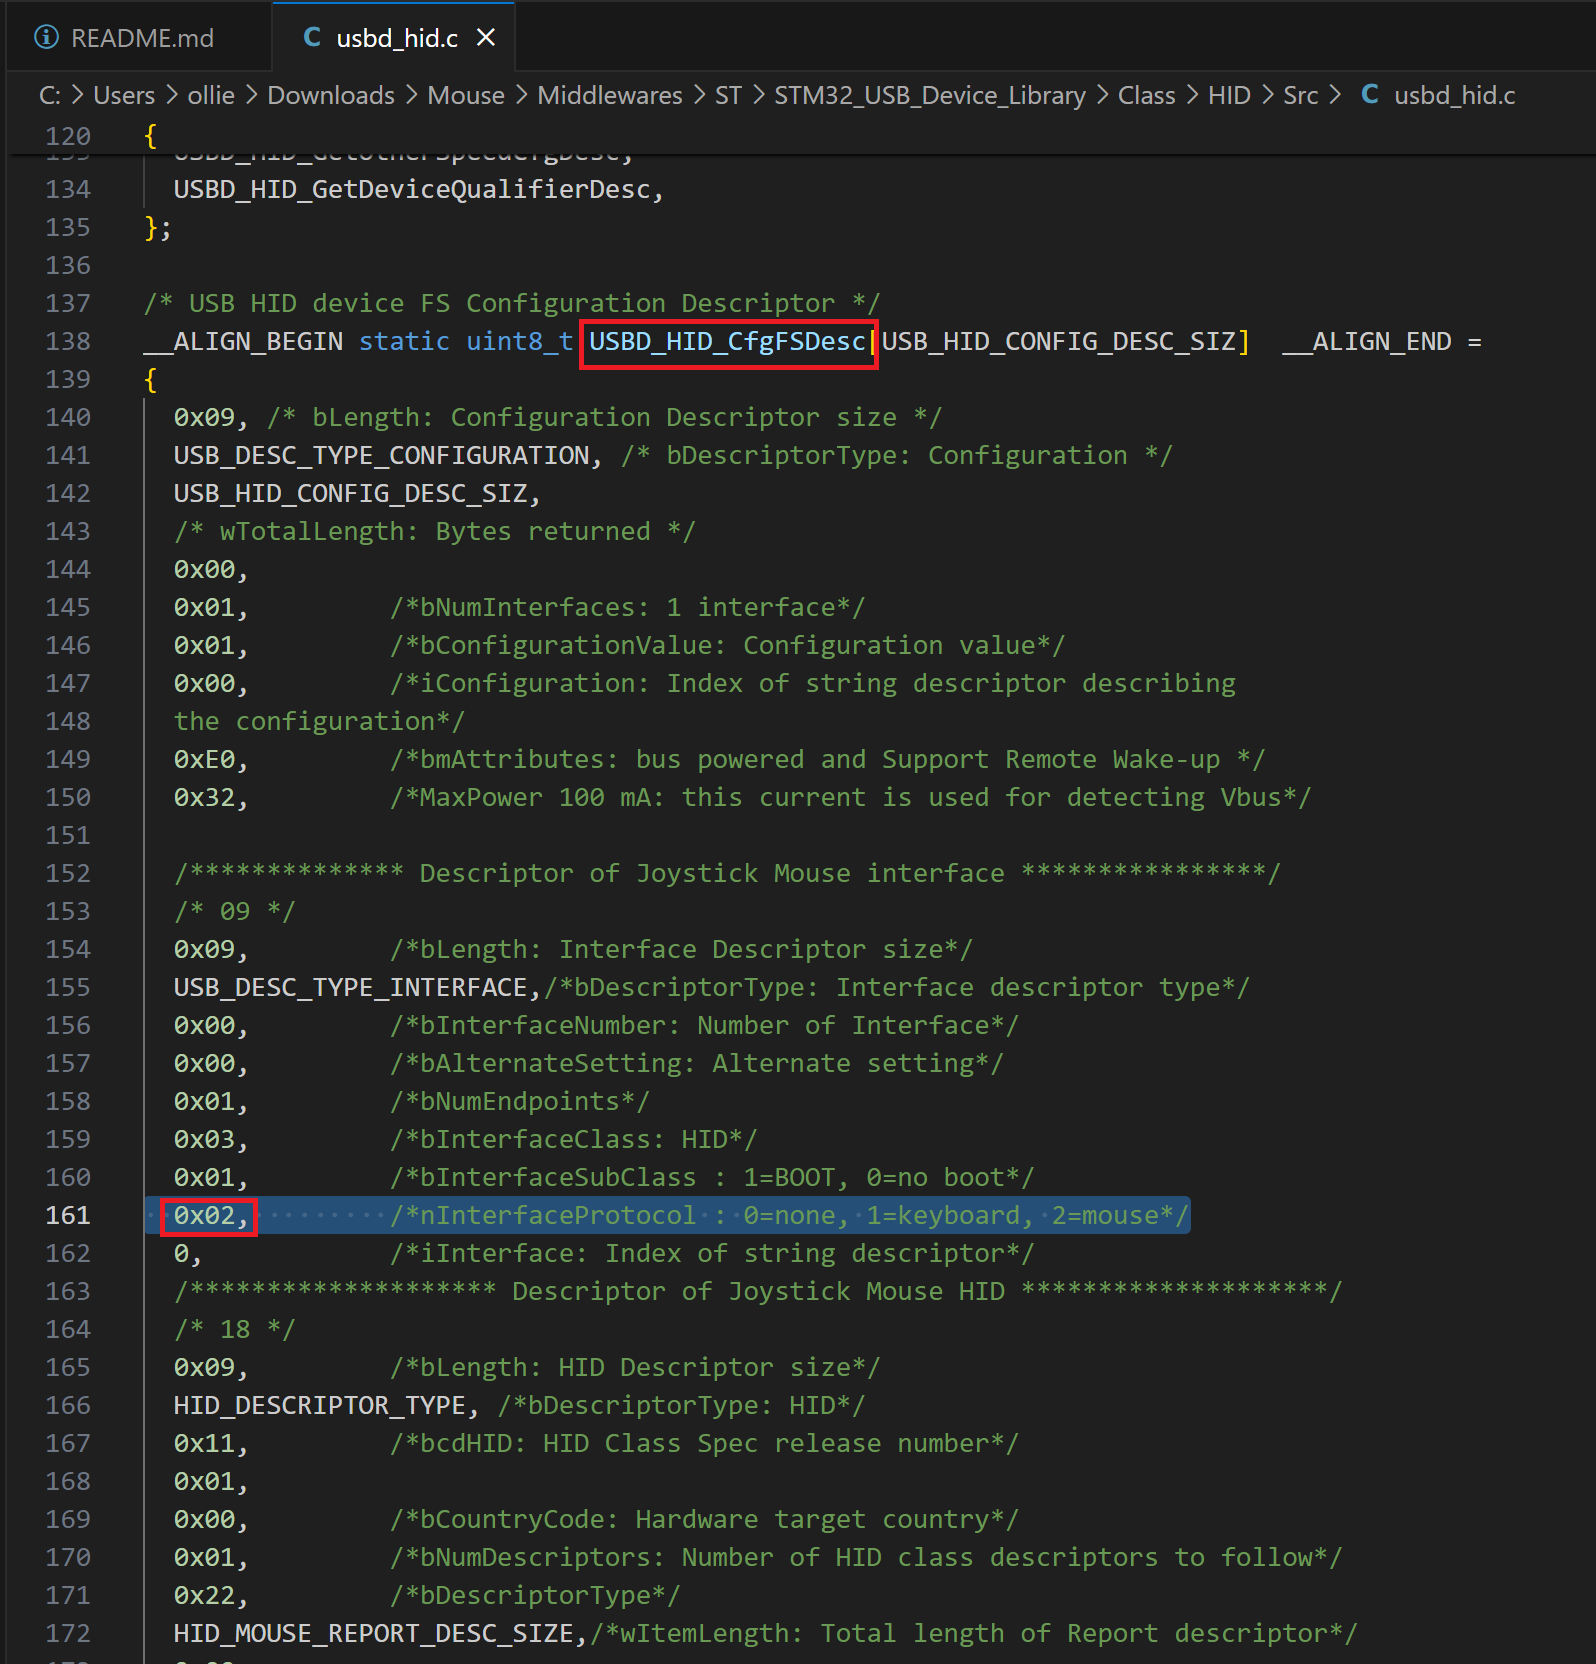 README.md
C usbd_hid.c
C: > Users > ollie > Downloads > Mouse > Middlewares > ST > STM32_USB_Device_Library > Class > HID > Src > C usbd_hid.c
120 {
134 USBD_HID_GetDeviceQualifierDesc,
135 };
136
137 /* USB HID device FS Configuration Descriptor */
138 __ALIGN_BEGIN static uint8_t USBD_HID_CfgFSDesc[USB_HID_CONFIG_DESC_SIZ] __ALIGN_END =
139 {
140 0x09, /* bLength: Configuration Descriptor size */
141 USB_DESC_TYPE_CONFIGURATION, /* bDescriptorType: Configuration */
142 USB_HID_CONFIG_DESC_SIZ,
143 /* wTotalLength: Bytes returned */
144 0x00,
145 0x01, /*bNumInterfaces: 1 interface*/
146 0x01, /*bConfigurationValue: Configuration value*/
147 0x00, /*iConfiguration: Index of string descriptor describing
148 the configuration*/
149 0xE0, /*bmAttributes: bus powered and Support Remote Wake-up */
150 0x32, /*MaxPower 100 mA: this current is used for detecting Vbus*/
151
152 /************** Descriptor of Joystick Mouse interface ****************/
153 /* 09 */
154 0x09, /*bLength: Interface Descriptor size*/
155 USB_DESC_TYPE_INTERFACE,/*bDescriptorType: Interface descriptor type*/
156 0x00, /*bInterfaceNumber: Number of Interface*/
157 0x00, /*bAlternateSetting: Alternate setting*/
158 0x01, /*bNumEndpoints*/
159 0x03, /*bInterfaceClass: HID*/
160 0x01, /*bInterfaceSubClass : 1=BOOT, 0=no boot*/
161 0x02, /*nInterfaceProtocol : 0=none, 1=keyboard, 2=mouse*/
162 0, /*iInterface: Index of string descriptor*/
163 /******************** Descriptor of Joystick Mouse HID ********************/
164 /* 18 */
165 0x09, /*bLength: HID Descriptor size*/
166 HID_DESCRIPTOR_TYPE, /*bDescriptorType: HID*/
167 0x11, /*bcdHID: HID Class Spec release number*/
168 0x01,
169 0x00, /*bCountryCode: Hardware target country*/
170 0x01, /*bNumDescriptors: Number of HID class descriptors to follow*/
171 0x22, /*bDescriptorType*/
172 HID_MOUSE_REPORT_DESC_SIZE,/*wItemLength: Total length of Report descriptor*/